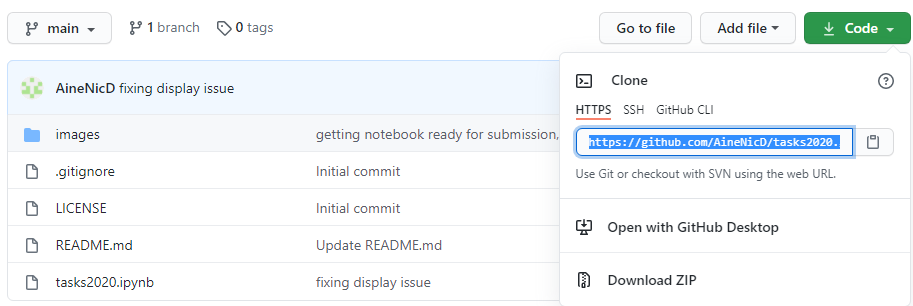 main 1 branch 0 tags Go to file Add file Code
AineNicD fixing display issue
Clone
HTTPS SSH GitHub CLI
https://github.com/AineNicD/tasks2020.
Use Git or checkout with SVN using the web URL.
Open with GitHub Desktop
Download ZIP
images getting notebook ready for submission,
.gitignore Initial commit
LICENSE Initial commit
README.md Update README.md
tasks2020.ipynb fixing display issue